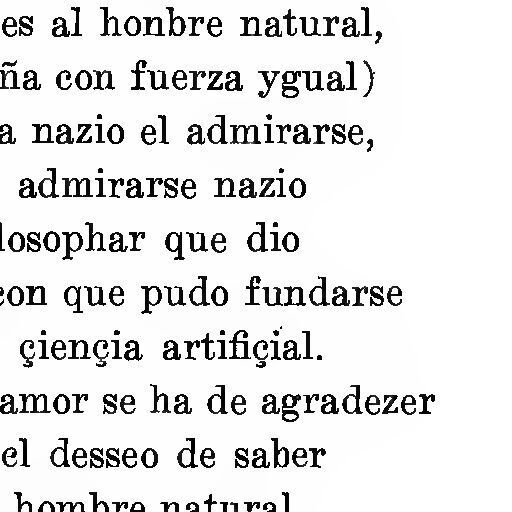 es al honbre natural,
ña con fuerza ygual)
a nazio el admirarse,
admirarse nazio
losophar que dio
con que pudo fundarse
çiençia artifiçial.
amor se ha de agradezer
el desseo de saber
hombre natural